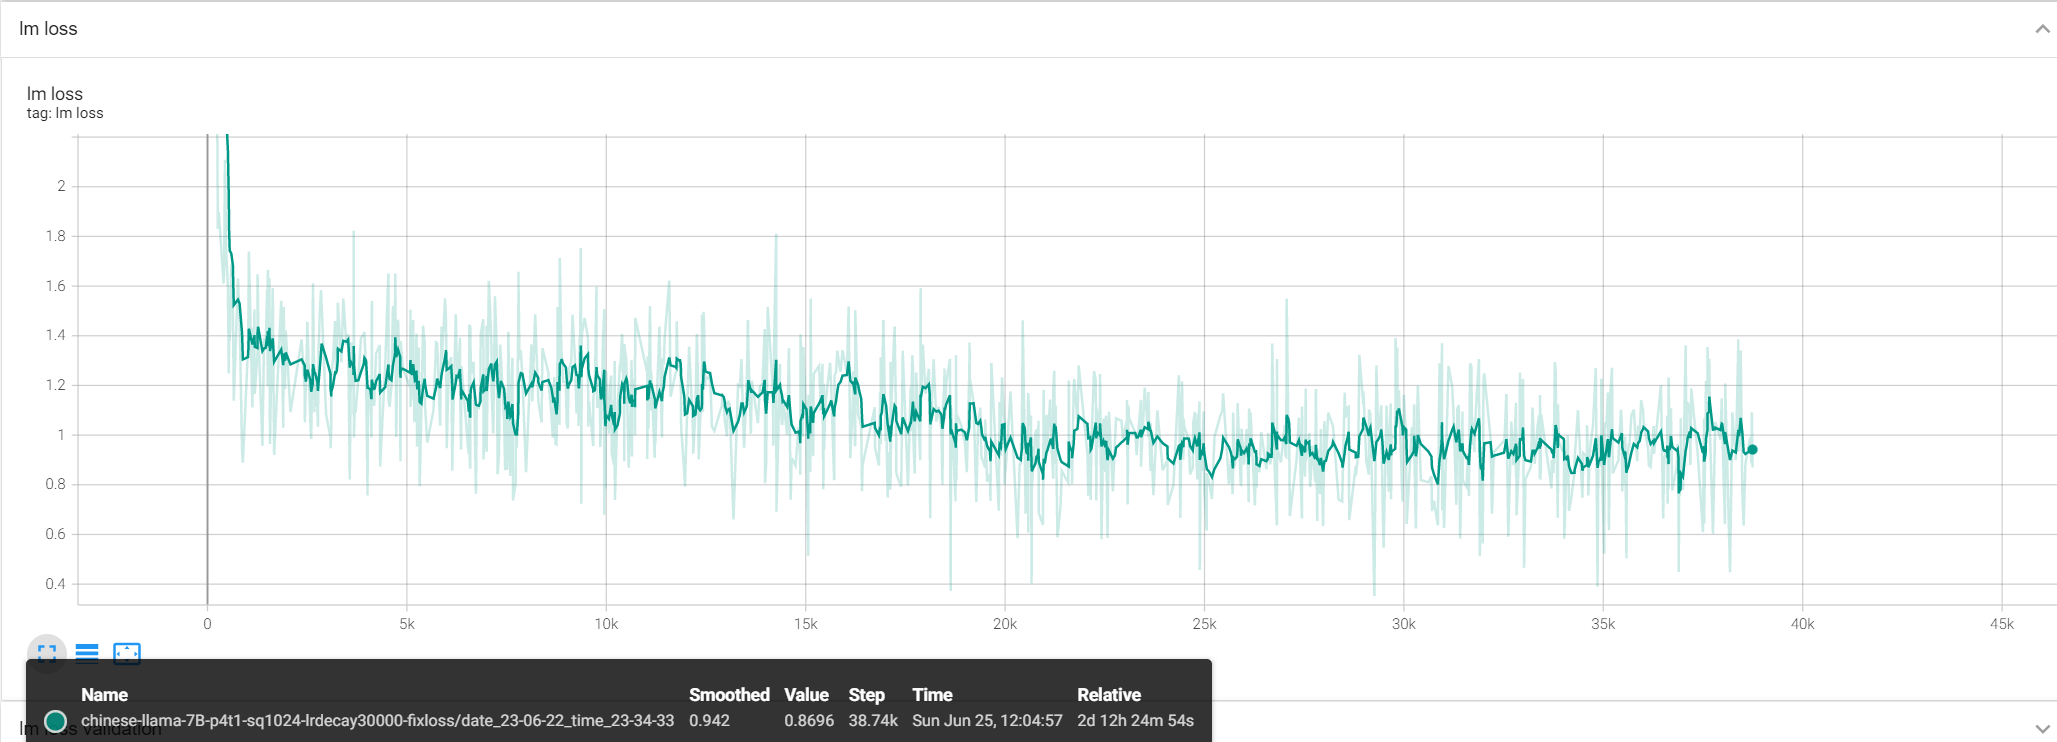 lm loss
lm loss
tag: lm loss
2
1.8
1.6
1.4
1.2
1
0.8
0.6
0.4
0 5k 10k 15k 20k 25k 30k 35k 40k 45k
Name Smoothed Value Step Time Relative
chinese-llama-7B-p4t1-sq1024-lrdecay30000-fixloss/date_23-06-22_time_23-34-33 0.942 0.8696 38.74k Sun Jun 25, 12:04:57 2d 12h 24m 54s
lm loss validation